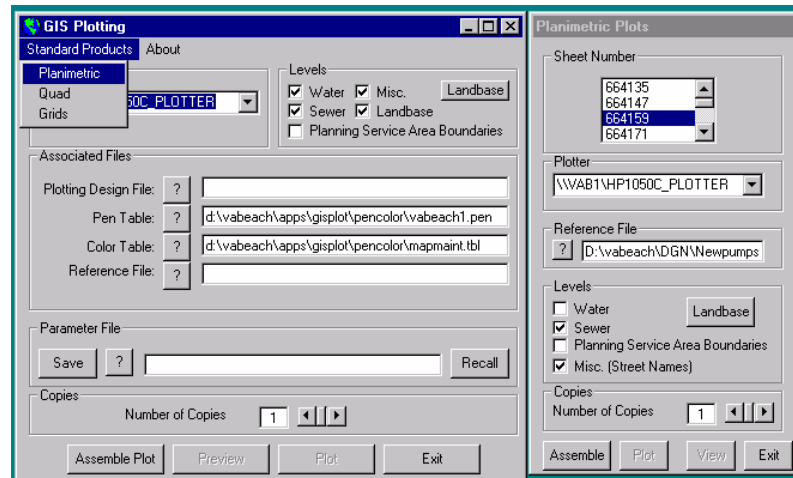 GIS Plotting
Standard Products About
Planimetric
Quad
Grids
50C_PLOTTER
Levels
Water Misc. Landbase
Sewer Landbase
Planning Service Area Boundaries
Associated Files
Plotting Design File: ?
Pen Table: ? d:\vabeach\apps\gisplot\pencolor\vabeach1.pen
Color Table: ? d:\vabeach\apps\gisplot\pencolor\mapmaint.tbl
Reference File: ?
Parameter File
Save ? Recall
Copies
Number of Copies 1
Assemble Plot Preview Plot Exit
Planimetric Plots
Sheet Number
664135
664147
664159
664171
Plotter
\\VAB1\HP1050C_PLOTTER
Reference File
? D:\vabeach\DGN\Newpumps
Levels
Water Landbase
Sewer
Planning Service Area Boundaries
Misc. (Street Names)
Copies
Number of Copies 1
Assemble Plot View Exit